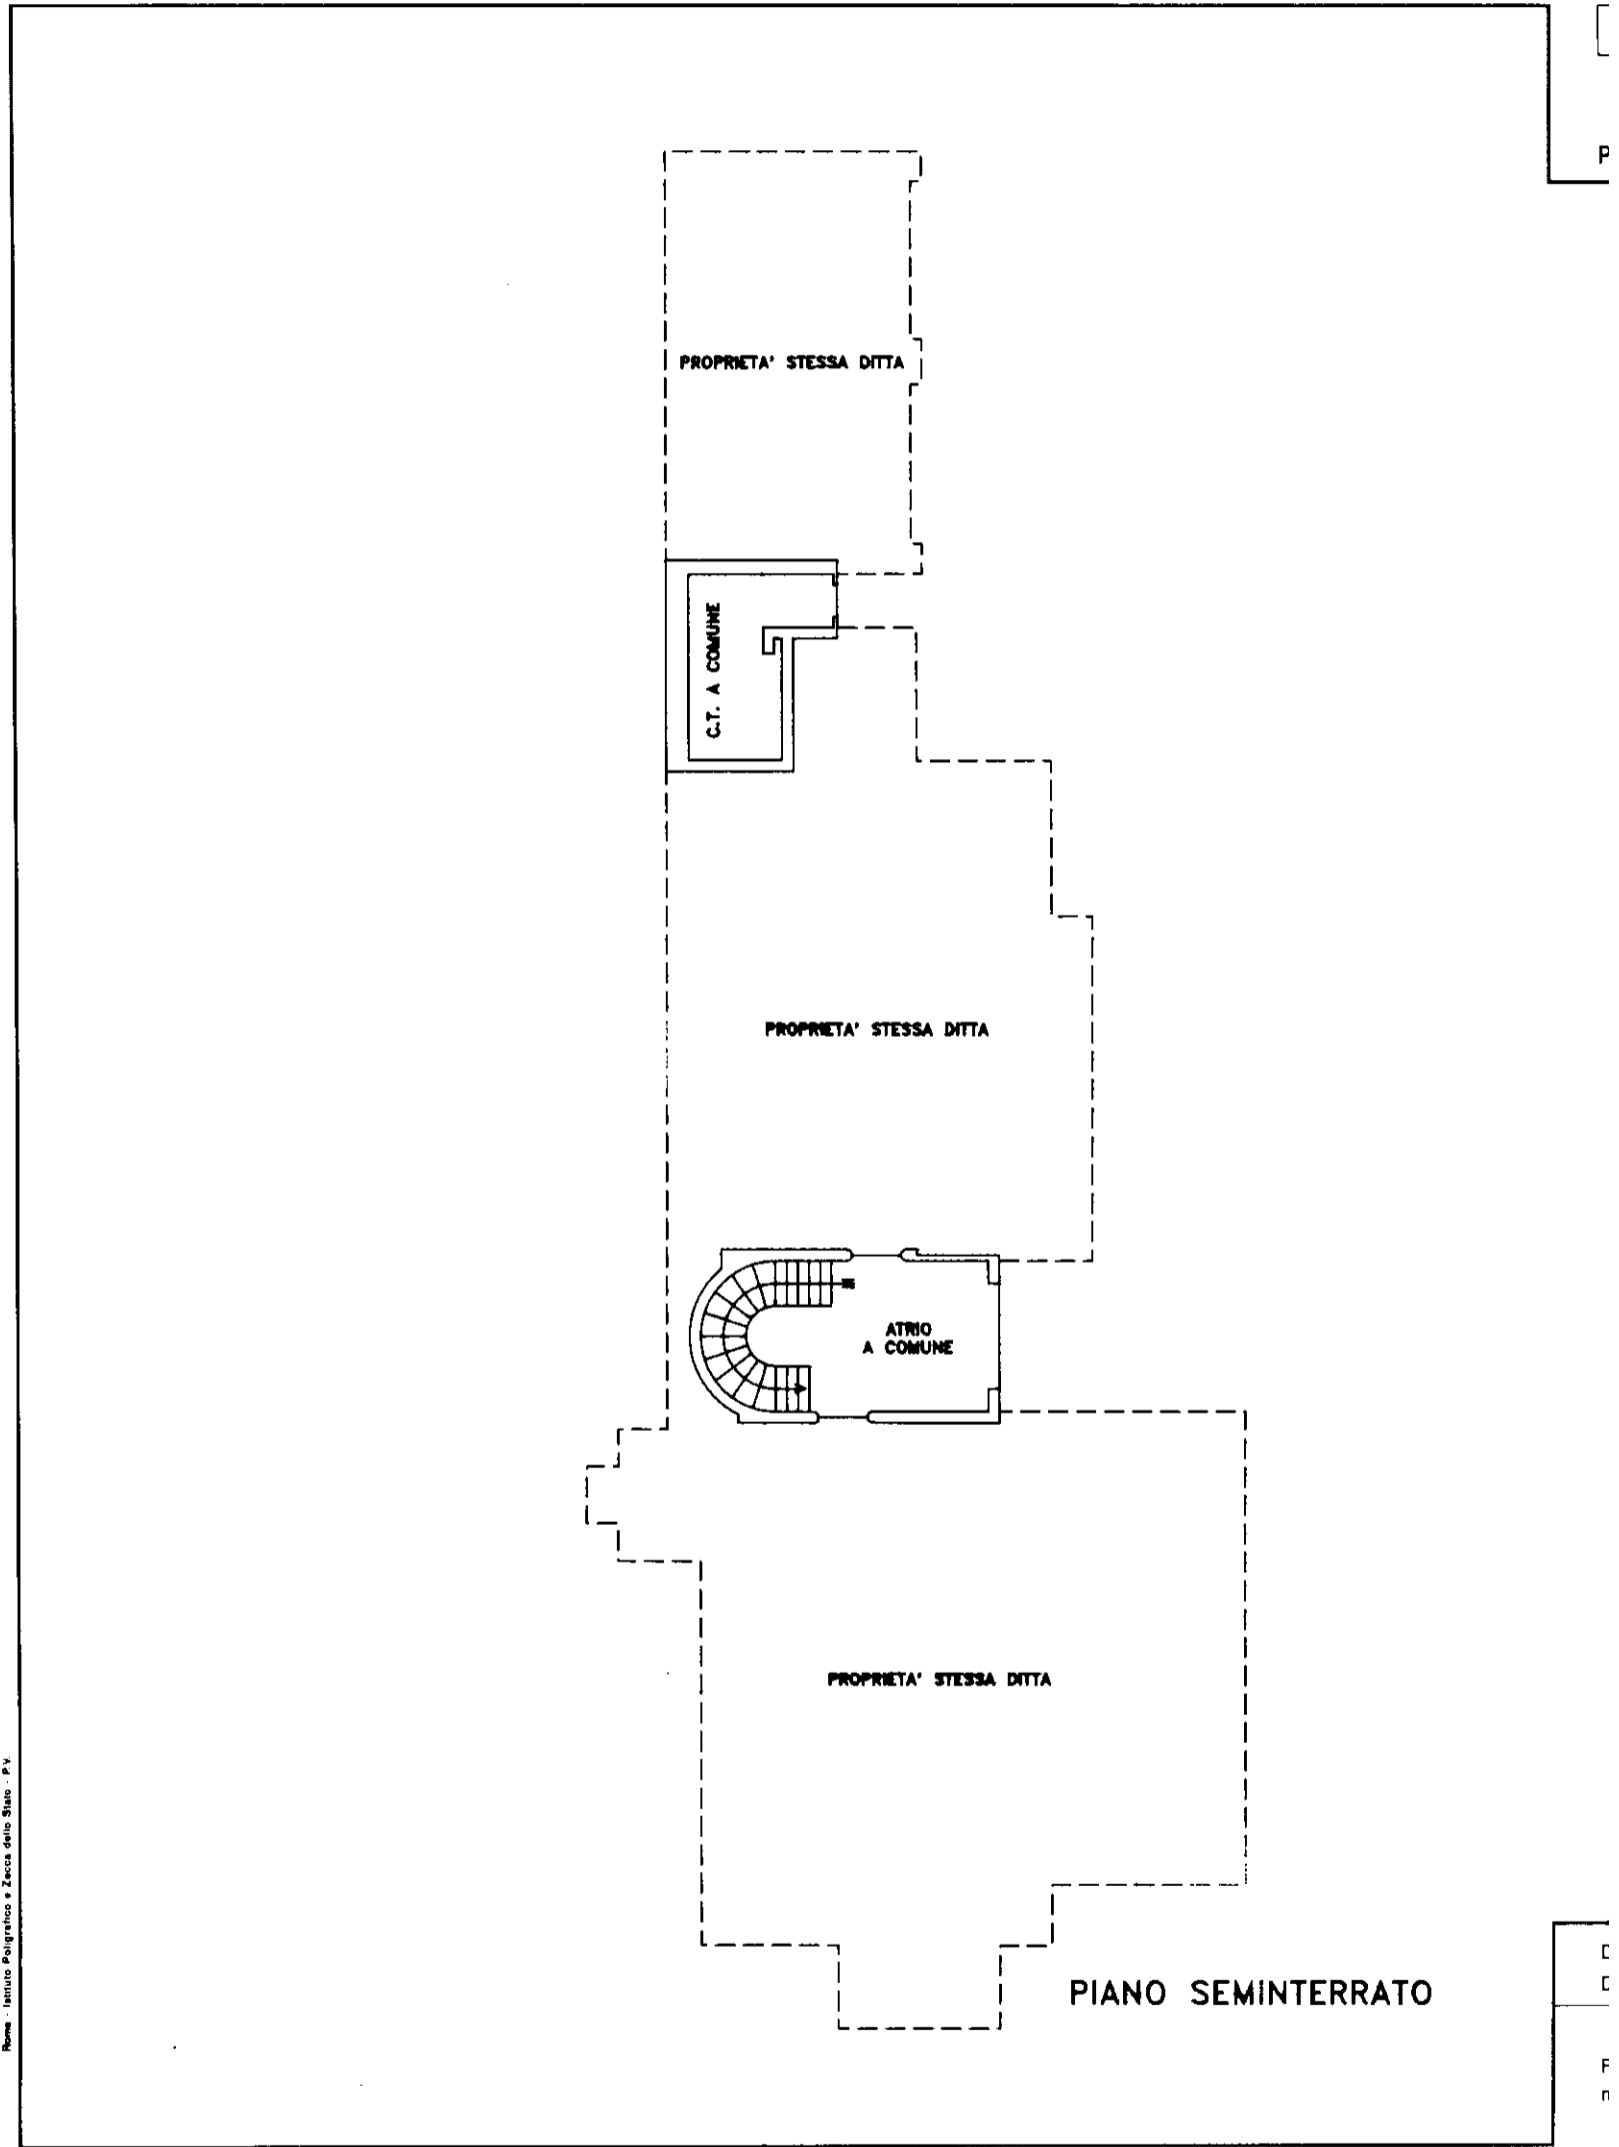 P
PROPRIETA' STESSA DITTA
C.T. A COMUNE
PROPRIETA' STESSA DITTA
ATRIO
A COMUNE
PROPRIETA' STESSA DITTA
PIANO SEMINTERRATO
Roma - Istituto Poligrafico e Zecca dello Stato - P.V.